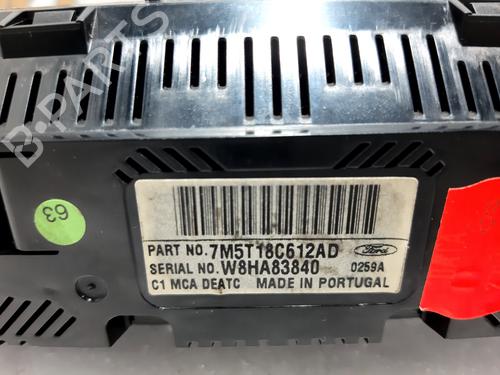 B-PARTS
63
PART NO. 7M5T18C612AD
Ford
SERIAL NO. W8HA83840 0259A
C1 MCA DEATC MADE IN PORTUGAL